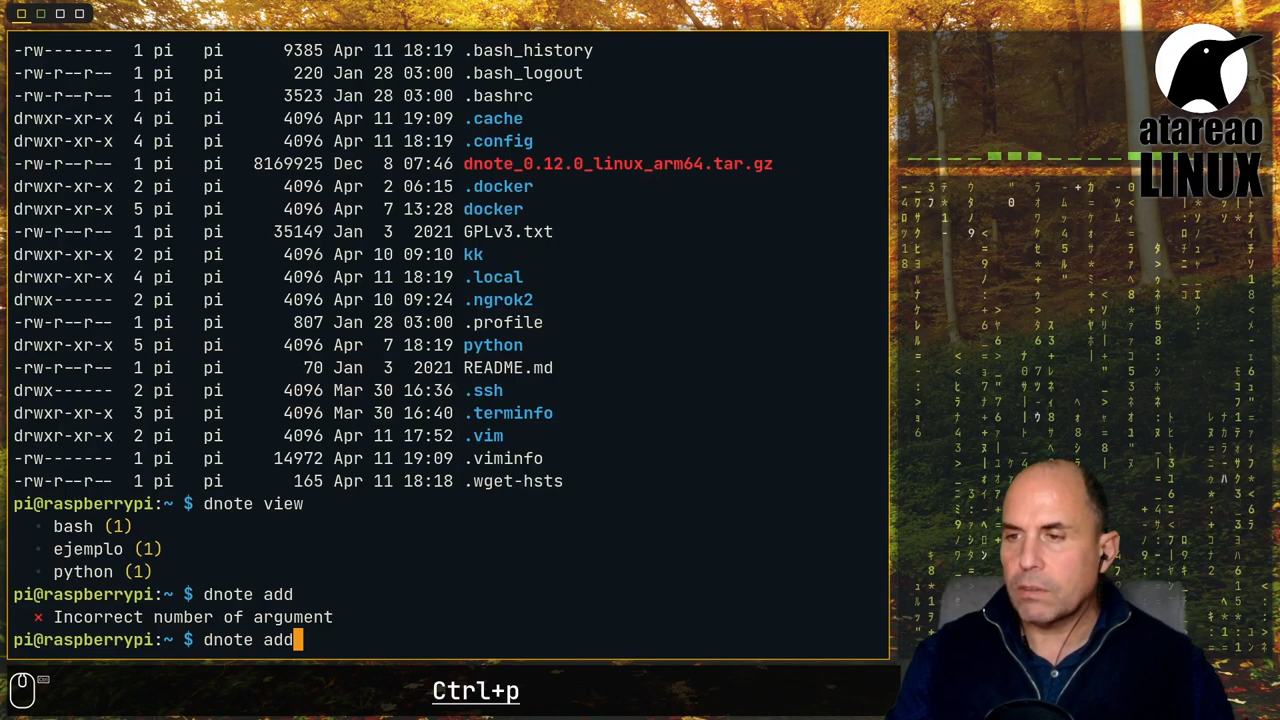 -rw------- 1 pi pi 9385 Apr 11 18:19 .bash_history
-rw-r--r-- 1 pi pi 220 Jan 28 03:00 .bash_logout
-rw-r--r-- 1 pi pi 3523 Jan 28 03:00 .bashrc
drwxr-xr-x 4 pi pi 4096 Apr 11 19:09 .cache
drwxr-xr-x 4 pi pi 4096 Apr 11 18:19 .config
-rw-r--r-- 1 pi pi 8169925 Dec 8 07:46 dnote_0.12.0_linux_arm64.tar.gz
drwxr-xr-x 2 pi pi 4096 Apr 2 06:15 .docker
drwxr-xr-x 5 pi pi 4096 Apr 7 13:28 docker
-rw-r--r-- 1 pi pi 35149 Jan 3 2021 GPLv3.txt
drwxr-xr-x 2 pi pi 4096 Apr 10 09:10 kk
drwxr-xr-x 4 pi pi 4096 Apr 11 18:19 .local
drwx------ 2 pi pi 4096 Apr 10 09:24 .ngrok2
-rw-r--r-- 1 pi pi 807 Jan 28 03:00 .profile
drwxr-xr-x 5 pi pi 4096 Apr 7 18:19 python
-rw-r--r-- 1 pi pi 70 Jan 3 2021 README.md
drwx------ 2 pi pi 4096 Mar 30 16:36 .ssh
drwxr-xr-x 3 pi pi 4096 Mar 30 16:40 .terminfo
drwxr-xr-x 2 pi pi 4096 Apr 11 17:52 .vim
-rw------- 1 pi pi 14972 Apr 11 19:09 .viminfo
-rw-r--r-- 1 pi pi 165 Apr 11 18:18 .wget-hsts
pi@raspberrypi:~ $ dnote view
• bash (1)
• ejemplo (1)
• python (1)
pi@raspberrypi:~ $ dnote add
⨯ Incorrect number of argument
pi@raspberrypi:~ $ dnote add
Ctrl+p
atareao
LINUX